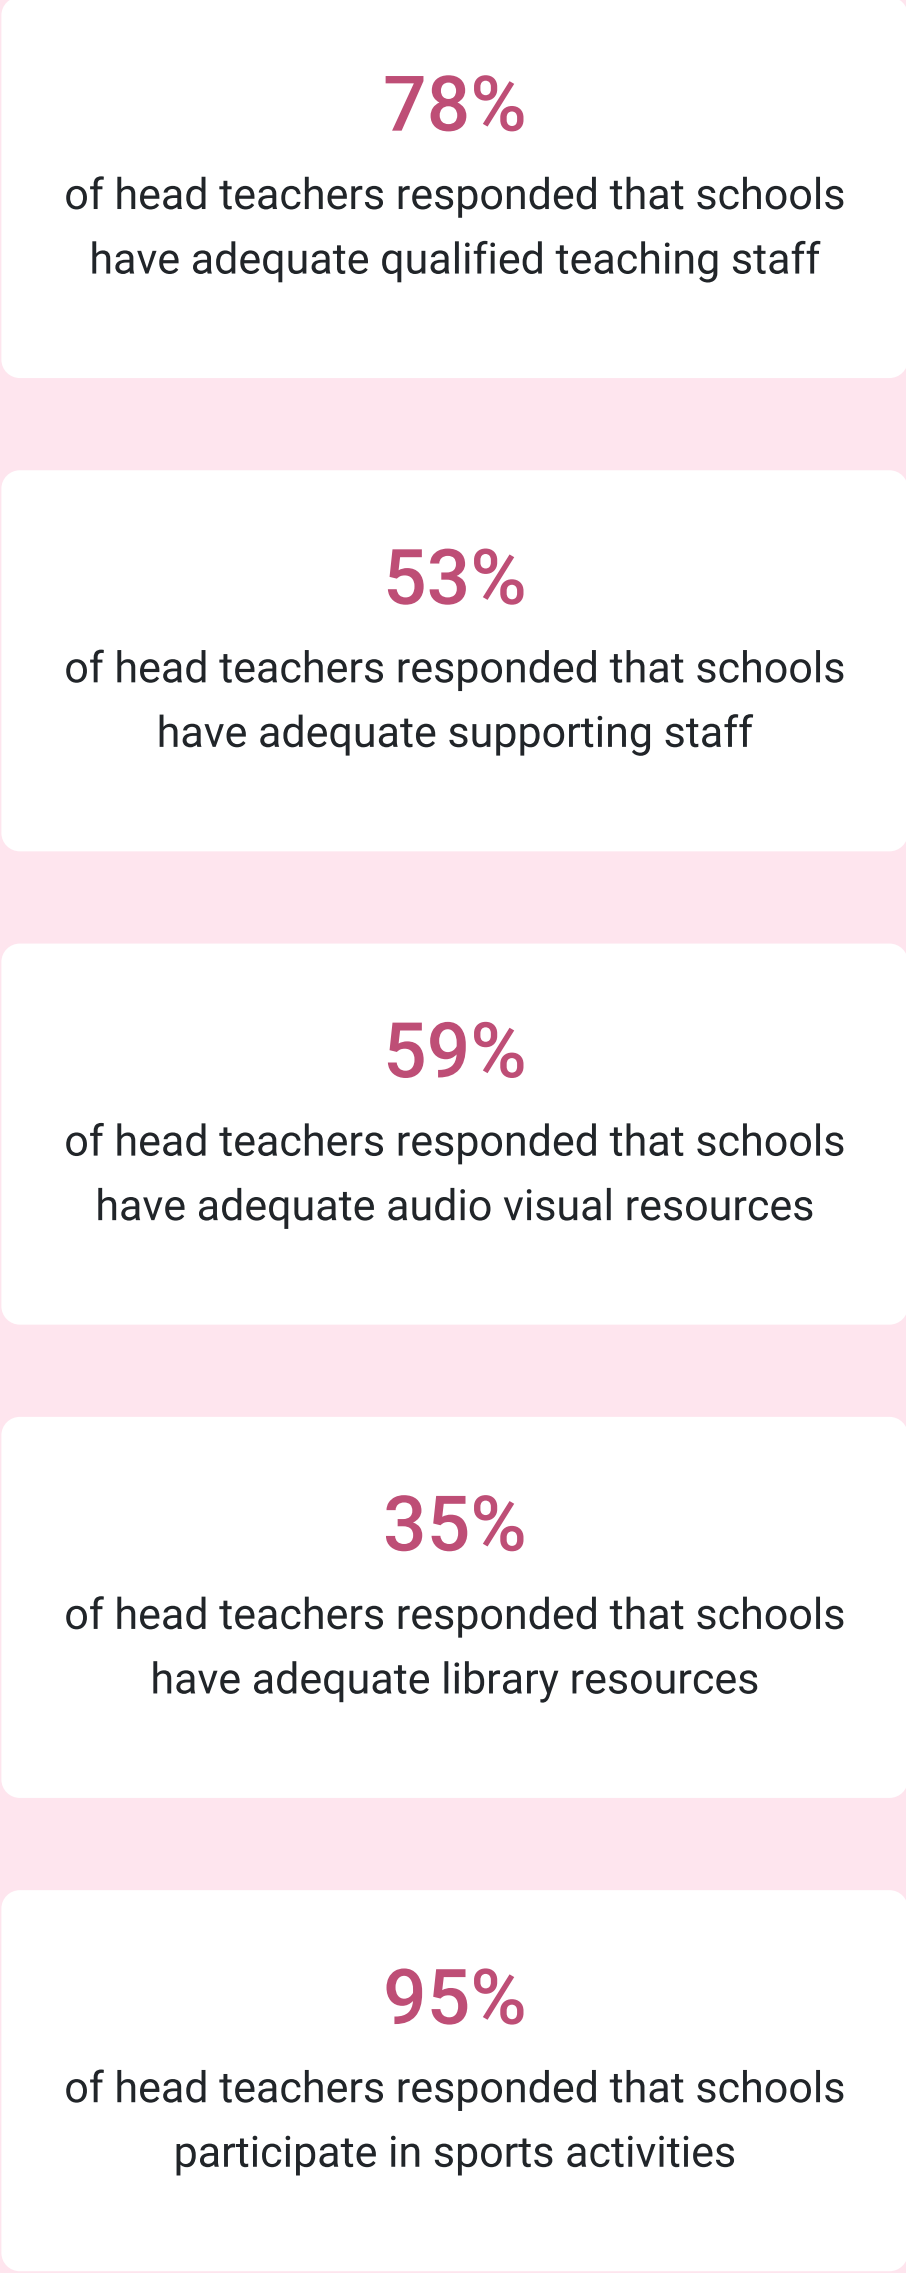 78%
of head teachers responded that schools
have adequate qualified teaching staff
53%
of head teachers responded that schools
have adequate supporting staff
59%
of head teachers responded that schools
have adequate audio visual resources
35%
of head teachers responded that schools
have adequate library resources
95%
of head teachers responded that schools
participate in sports activities